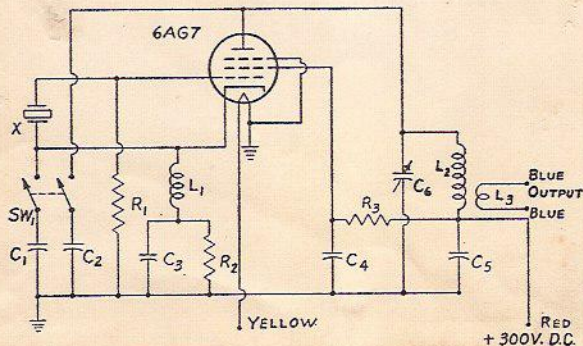 6AG7
X
SW1
C1
C2
R1
L1
C3
R2
R3
C4
C6
L2
L3
C5
BLUE
OUTPUT
BLUE
YELLOW
RED
+300V. D.C.